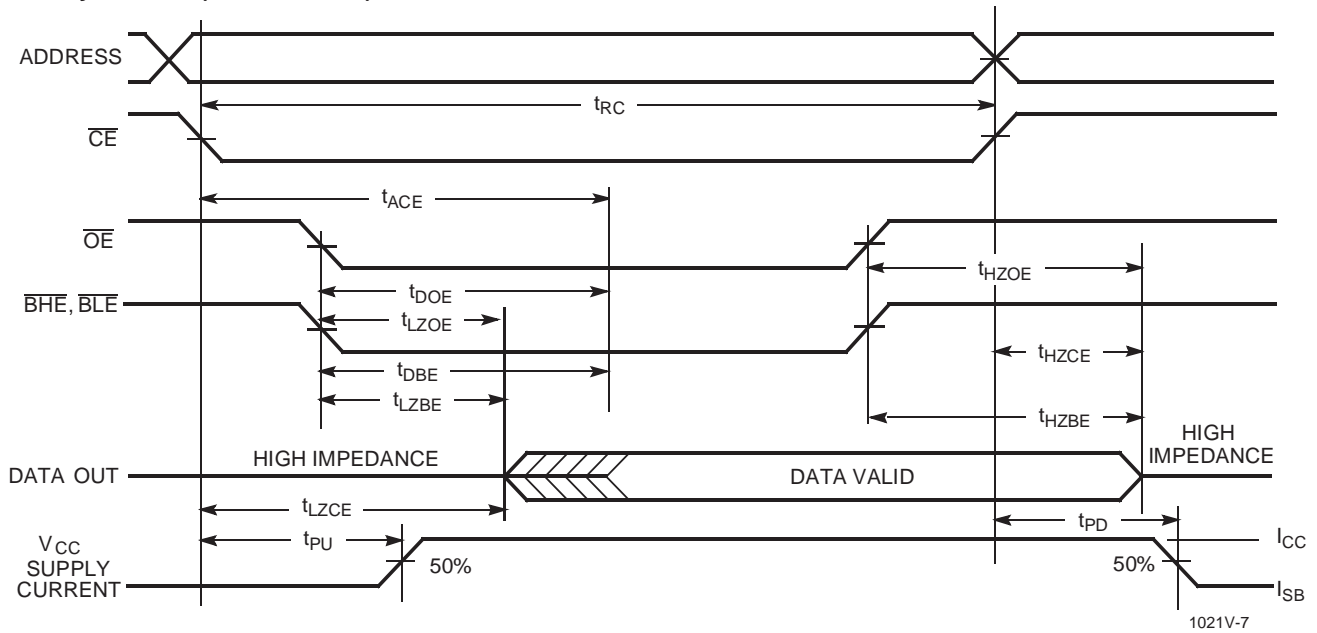 ADDRESS
tRC
CE
tACE
OE
tHZOE
tDOE
BHE, BLE
tLZOE
tHZCE
tDBE
tLZBE
tHZBE
HIGH IMPEDANCE
HIGH
IMPEDANCE
DATA OUT
DATA VALID
tLZCE
tPD
tPU
VCC
SUPPLY
CURRENT
50%
50%
ICC
ISB
1021V-7